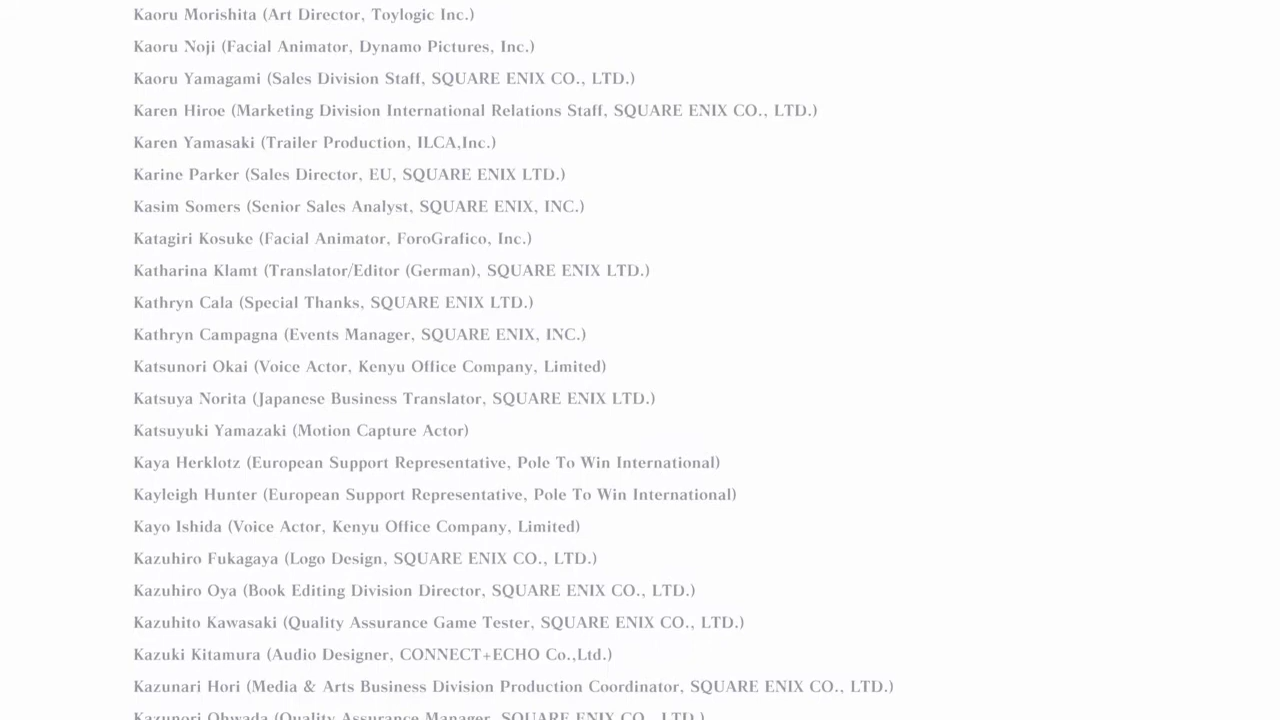 Kaoru Morishita (Art Director, Toylogic Inc.)
Kaoru Noji (Facial Animator, Dynamo Pictures, Inc.)
Kaoru Yamagami (Sales Division Staff, SQUARE ENIX CO., LTD.)
Karen Hiroe (Marketing Division International Relations Staff, SQUARE ENIX CO., LTD.)
Karen Yamasaki (Trailer Production, ILCA,Inc.)
Karine Parker (Sales Director, EU, SQUARE ENIX LTD.)
Kasim Somers (Senior Sales Analyst, SQUARE ENIX, INC.)
Katagiri Kosuke (Facial Animator, ForoGrafico, Inc.)
Katharina Klamt (Translator/Editor (German), SQUARE ENIX LTD.)
Kathryn Cala (Special Thanks, SQUARE ENIX LTD.)
Kathryn Campagna (Events Manager, SQUARE ENIX, INC.)
Katsunori Okai (Voice Actor, Kenyu Office Company, Limited)
Katsuya Norita (Japanese Business Translator, SQUARE ENIX LTD.)
Katsuyuki Yamazaki (Motion Capture Actor)
Kaya Herklotz (European Support Representative, Pole To Win International)
Kayleigh Hunter (European Support Representative, Pole To Win International)
Kayo Ishida (Voice Actor, Kenyu Office Company, Limited)
Kazuhiro Fukagaya (Logo Design, SQUARE ENIX CO., LTD.)
Kazuhiro Oya (Book Editing Division Director, SQUARE ENIX CO., LTD.)
Kazuhito Kawasaki (Quality Assurance Game Tester, SQUARE ENIX CO., LTD.)
Kazuki Kitamura (Audio Designer, CONNECT+ECHO Co.,Ltd.)
Kazunari Hori (Media & Arts Business Division Production Coordinator, SQUARE ENIX CO., LTD.)
Kazunori Ohwada (Quality Assurance Manager, SQUARE ENIX CO., LTD.)